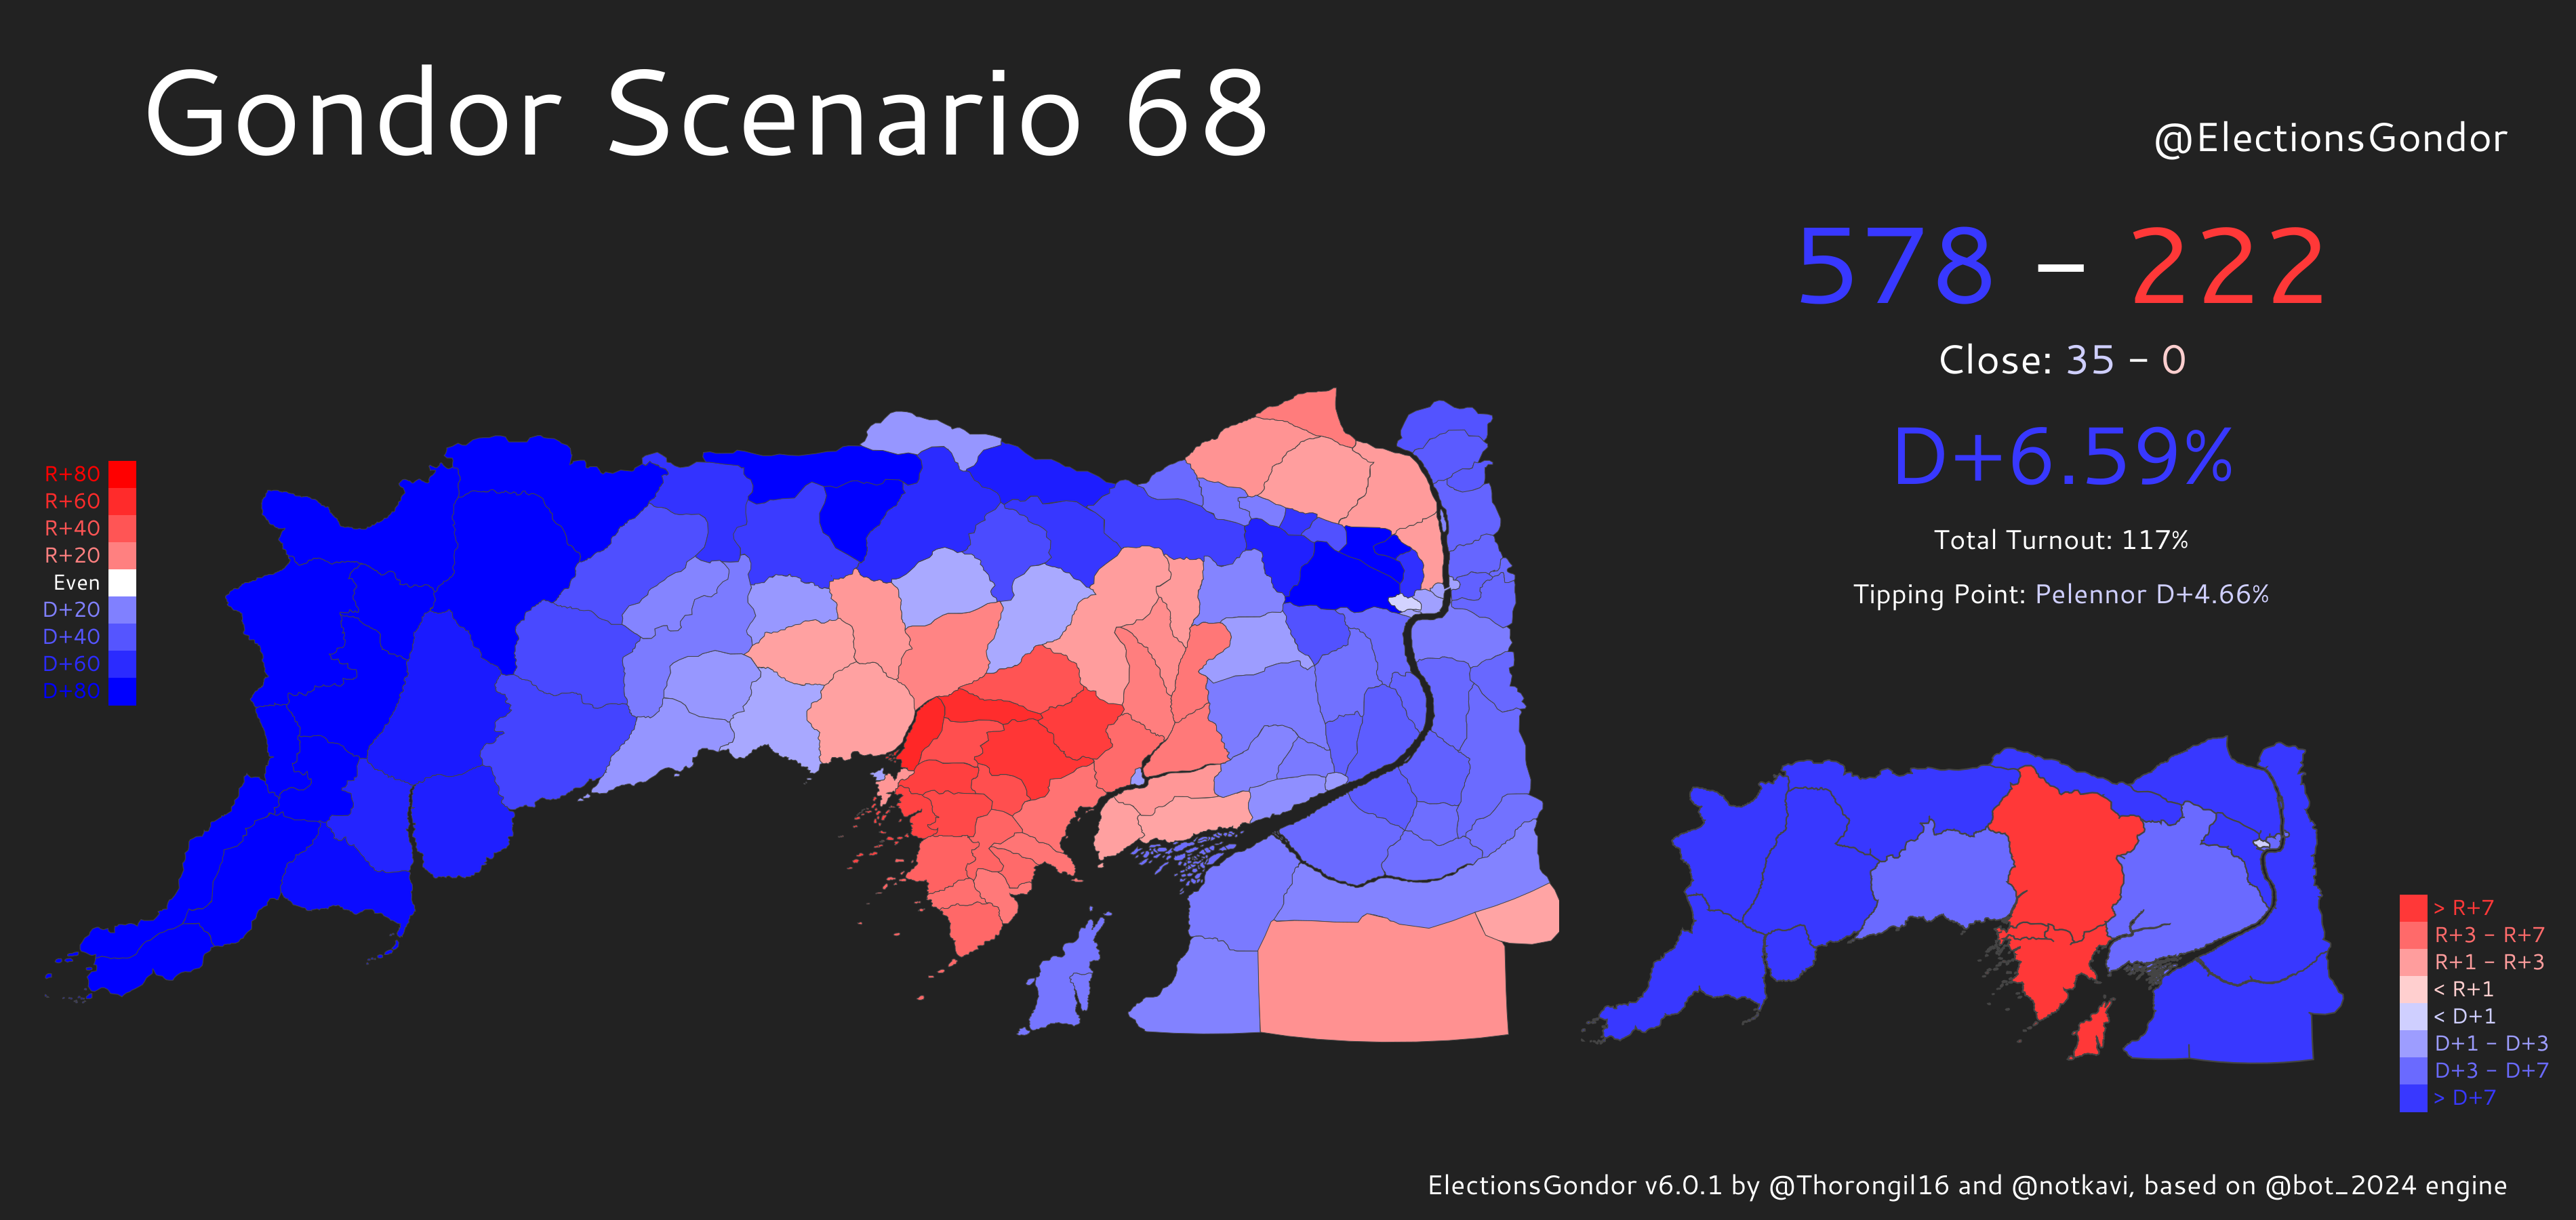 Gondor Scenario 68
@ElectionsGondor
578 - 222
Close: 35 - 0
D+6.59%
Total Turnout: 117%
Tipping Point: Pelennor D+4.66%
R+80
R+60
R+40
R+20
Even
D+20
D+40
D+60
D+80
> R+7
R+3 - R+7
R+1 - R+3
< R+1
< D+1
D+1 - D+3
D+3 - D+7
> D+7
ElectionsGondor v6.0.1 by @Thorongil16 and @notkavi, based on @bot_2024 engine